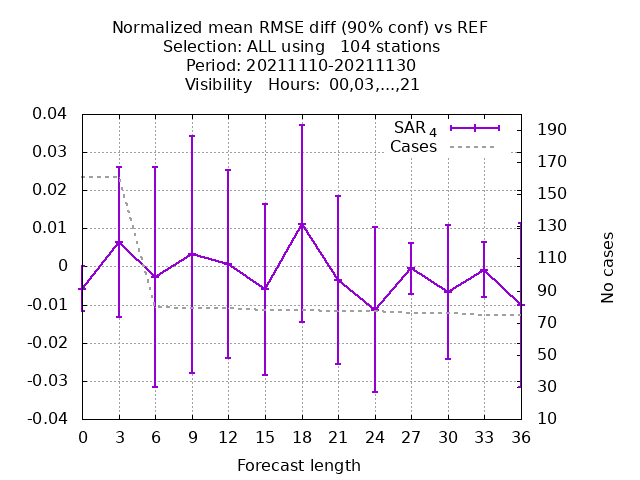 Normalized mean RMSE diff (90% conf) vs REF
Selection: ALL using   104 stations
Period: 20211110-20211130
Visibility   Hours:  00,03,...,21
SAR 4
Cases
0.04
0.03
0.02
0.01
0
-0.01
-0.02
-0.03
-0.04
190
170
150
130
110
90
70
50
30
10
No cases
0 3 6 9 12 15 18 21 24 27 30 33 36
Forecast length